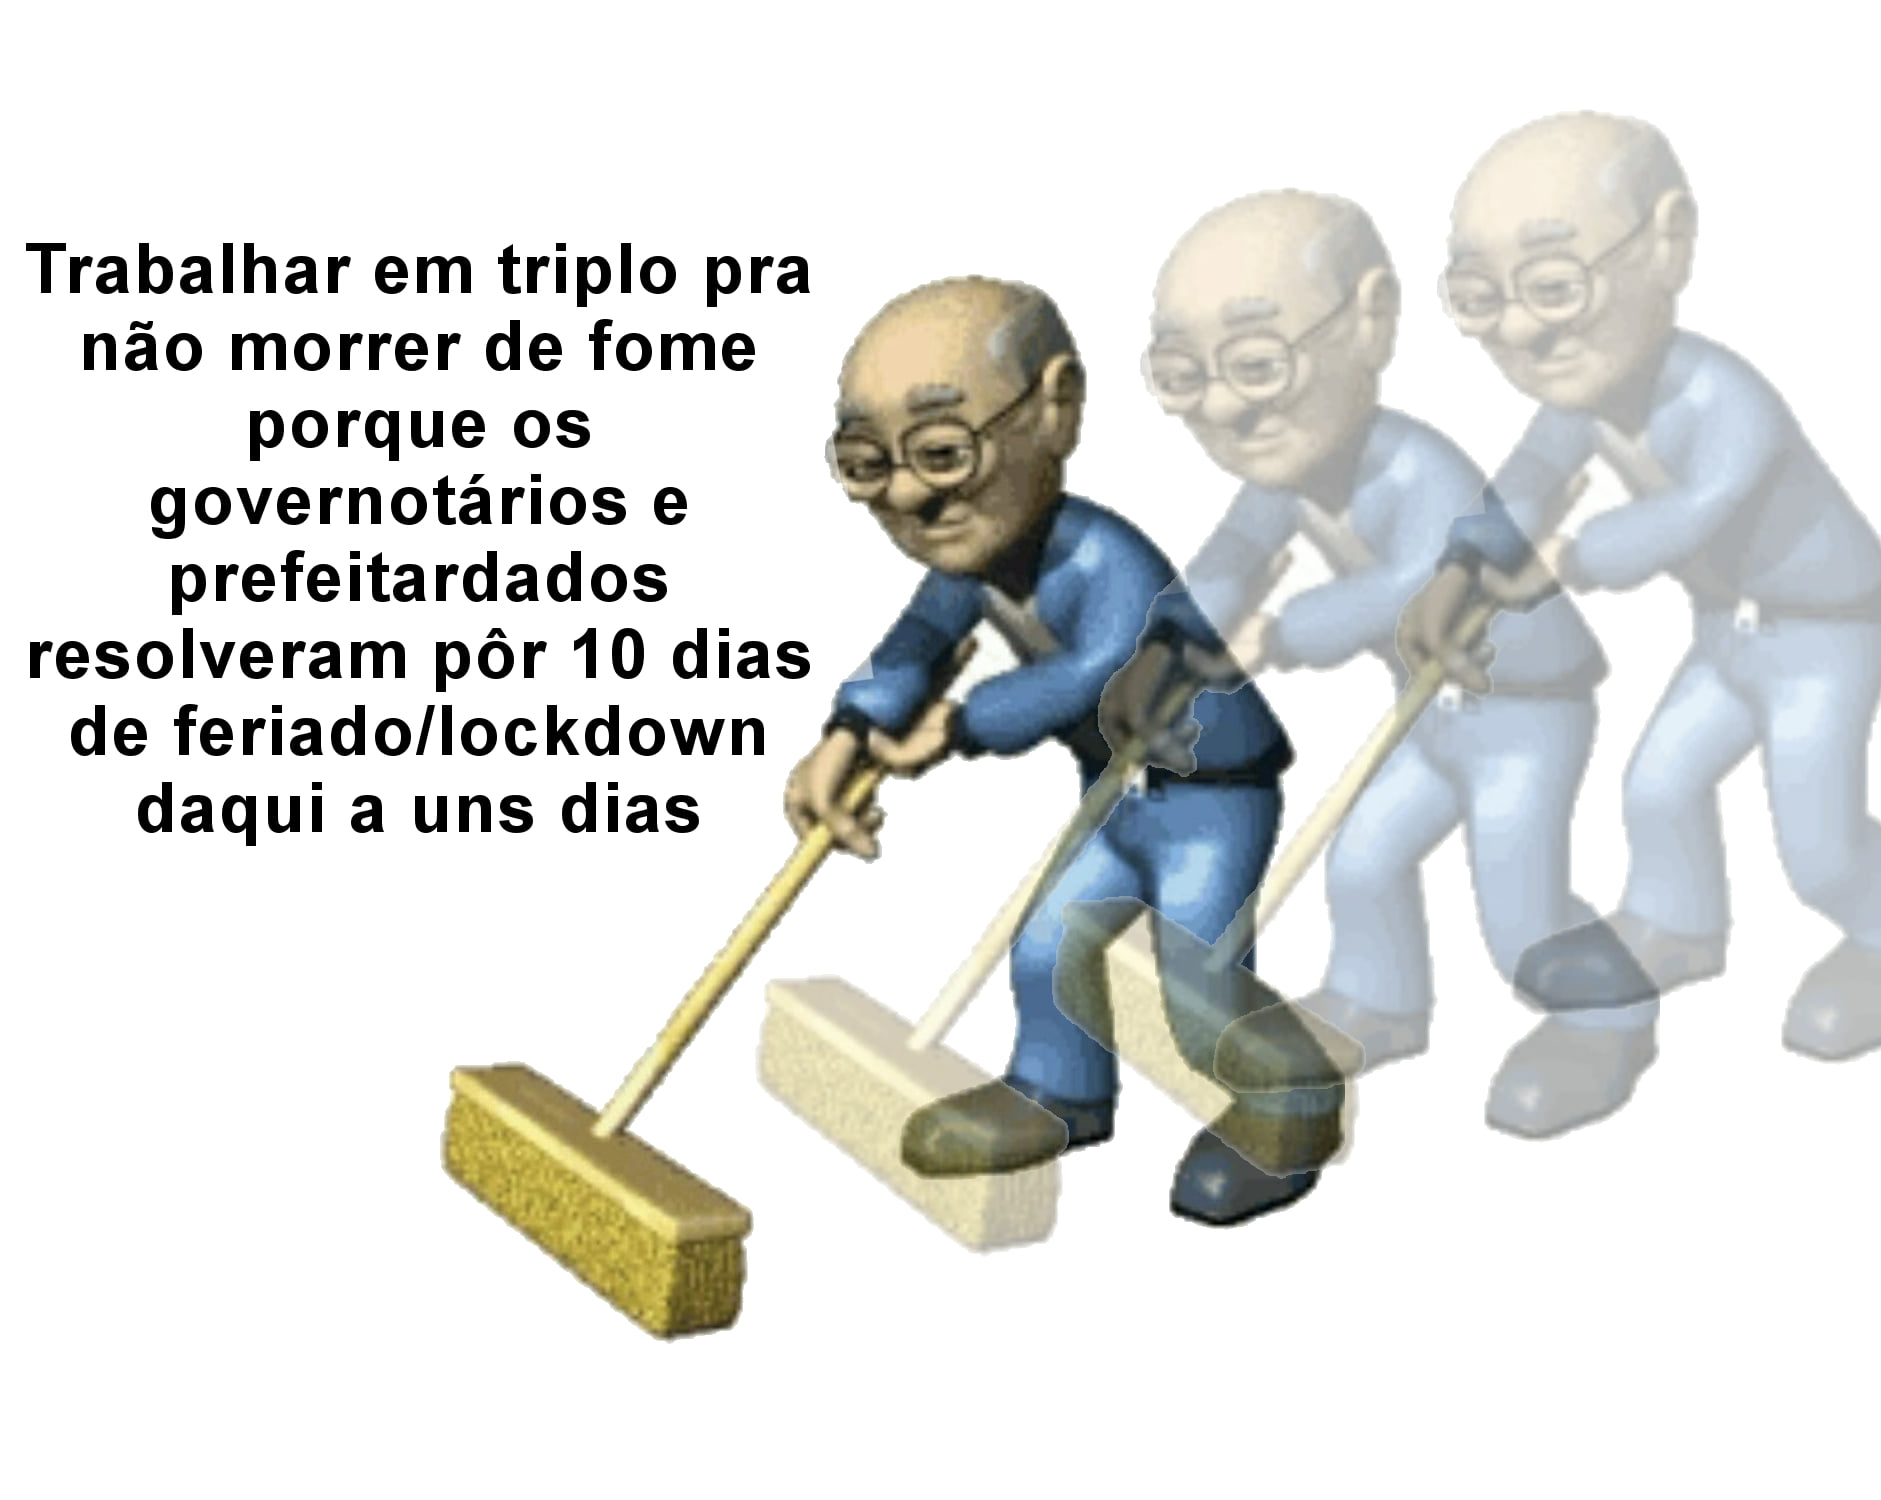 Trabalhar em triplo pra
não morrer de fome
porque os
governotários e
prefeitardados
resolveram pôr 10 dias
de feriado/lockdown
daqui a uns dias